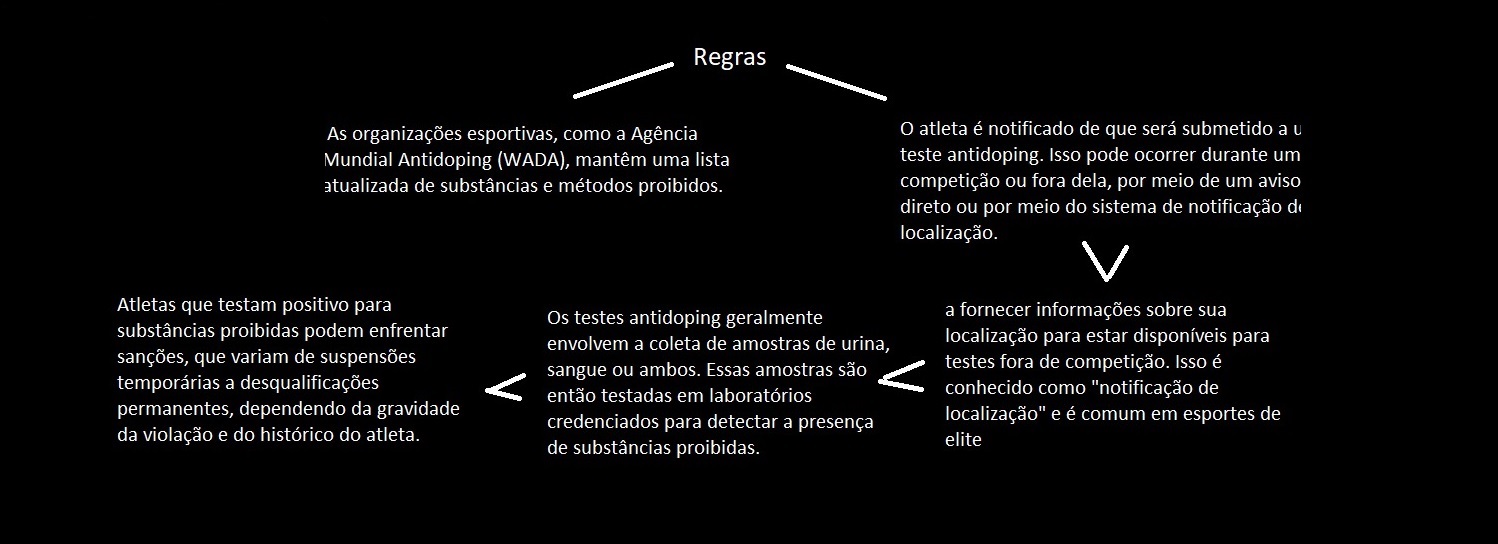 Regras
As organizações esportivas, como a Agência
Mundial Antidoping (WADA), mantêm uma lista
atualizada de substâncias e métodos proibidos.
O atleta é notificado de que será submetido a
teste antidoping. Isso pode ocorrer durante um
competição ou fora dela, por meio de um aviso
direto ou por meio do sistema de notificação
localização.
a fornecer informações sobre sua
localização para estar disponíveis para
testes fora de competição. Isso é
conhecido como "notificação de
localização" e é comum em esportes de
elite
Os testes antidoping geralmente
envolvem a coleta de amostras de urina,
sangue ou ambos. Essas amostras são
então testadas em laboratórios
credenciados para detectar a presença
de substâncias proibidas.
Atletas que testam positivo para
substâncias proibidas podem enfrentar
sanções, que variam de suspensões
temporárias a desqualificações
permanentes, dependendo da gravidade
da violação e do histórico do atleta.